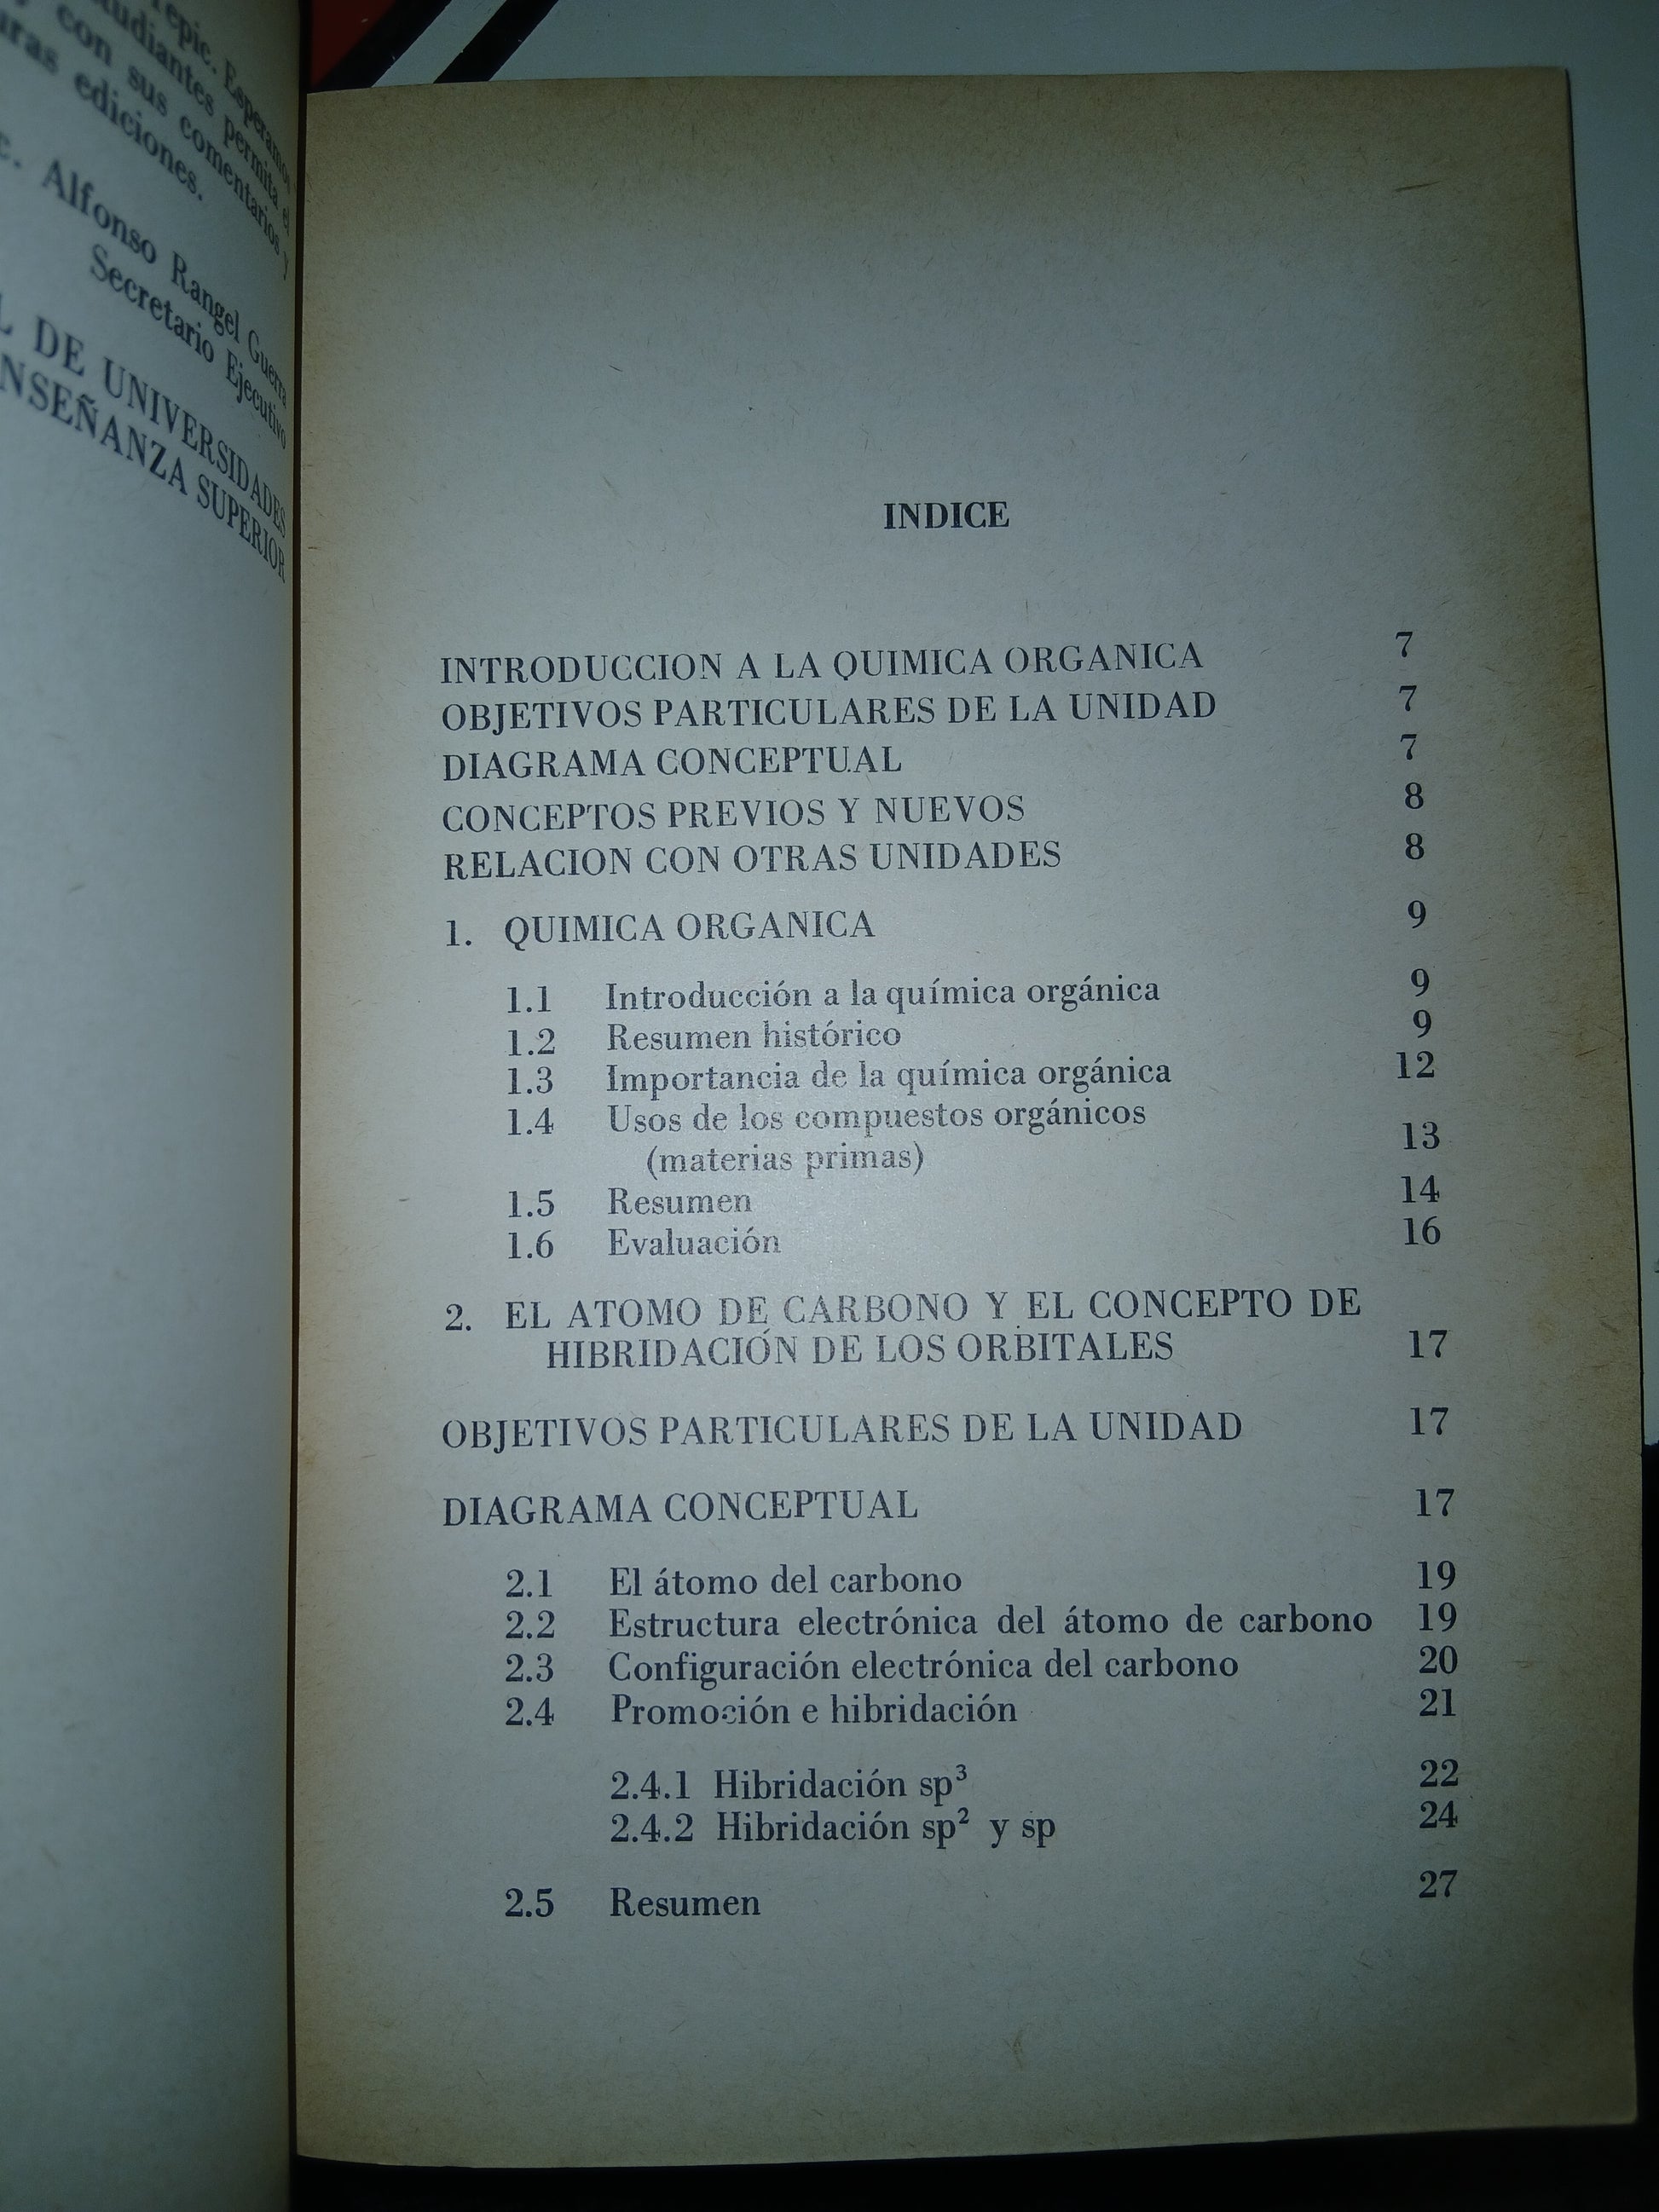 epic. Esperamos
estudiantes permita el
con sus comentarios y
uras ediciones.
c. Alfonso Rangel Guerra
Secretario Ejecutivo
L DE UNIVERSIDADES
NSEÑANZA SUPERIOR
INDICE
INTRODUCCION A LA QUIMICA ORGANICA 7
OBJETIVOS PARTICULARES DE LA UNIDAD 7
DIAGRAMA CONCEPTUAL 7
CONCEPTOS PREVIOS Y NUEVOS 8
RELACION CON OTRAS UNIDADES 8
1. QUIMICA ORGANICA 9
1.1 Introducción a la química orgánica 9
1.2 Resumen histórico 9
1.3 Importancia de la química orgánica 12
1.4 Usos de los compuestos orgánicos
(materias primas) 13
1.5 Resumen 14
1.6 Evaluación 16
2. EL ATOMO DE CARBONO Y EL CONCEPTO DE
HIBRIDACIÓN DE LOS ORBITALES 17
OBJETIVOS PARTICULARES DE LA UNIDAD 17
DIAGRAMA CONCEPTUAL 17
2.1 El átomo del carbono 19
2.2 Estructura electrónica del átomo de carbono 19
2.3 Configuración electrónica del carbono 20
2.4 Promoción e hibridación 21
2.4.1 Hibridación sp³ 22
2.4.2 Hibridación sp² y sp 24
2.5 Resumen 27